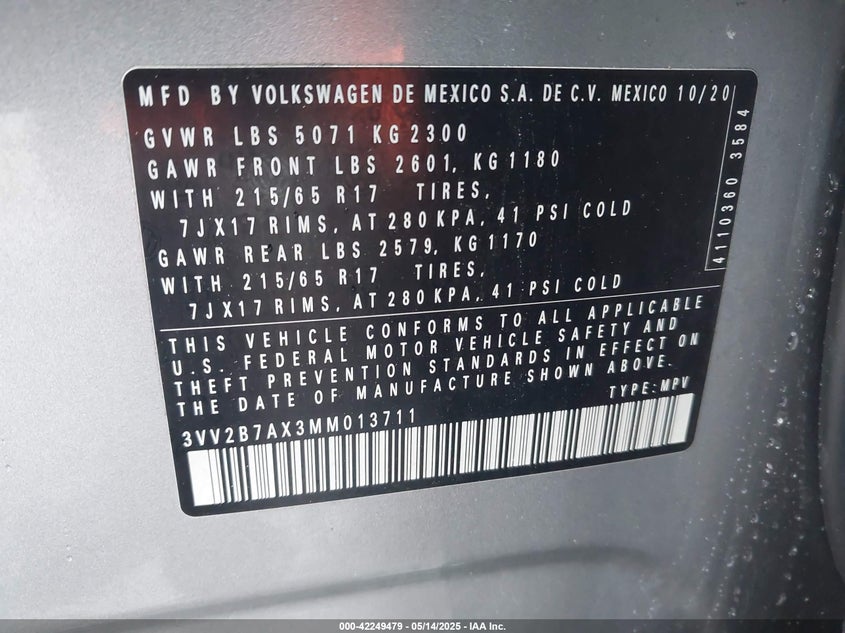 MFD BY VOLKSWAGEN DE MEXICO S.A. DE C.V. MEXICO 10/20
GVWR LBS 5071 KG 2300
GAWR FRONT LBS 2601, KG 1180
WITH 215/65 R17 TIRES,
7JX17 RIMS, AT 280 KPA, 41 PSI COLD
GAWR REAR LBS 2579, KG 1170
WITH 215/65 R17 TIRES,
7JX17 RIMS, AT 280 KPA, 41 PSI COLD
4110360 3584
THIS VEHICLE CONFORMS TO ALL APPLICABLE
U.S. FEDERAL MOTOR VEHICLE SAFETY AND
THEFT PREVENTION STANDARDS IN EFFECT ON
THE DATE OF MANUFACTURE SHOWN ABOVE.
TYPE: MPV
3VV2B7AX3MM013711
000-42249479 - 05/14/2025 - IAA Inc.